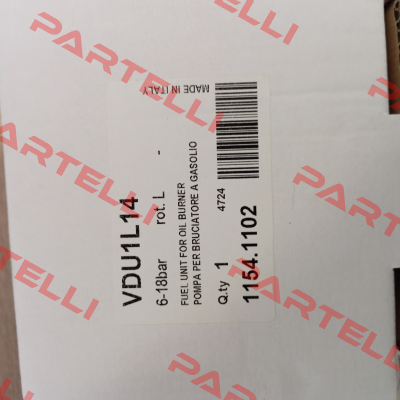 MADE IN ITALY
VDU1L14
6-18bar rot. L -
FUEL UNIT FOR OIL BURNER
POMPA PER BRUCIATORE A GASOLIO
Q.ty 1 4724
1154.1102
PARTELLI
PARTELLI
PARTELLI
PARTELLI
PARTELLI